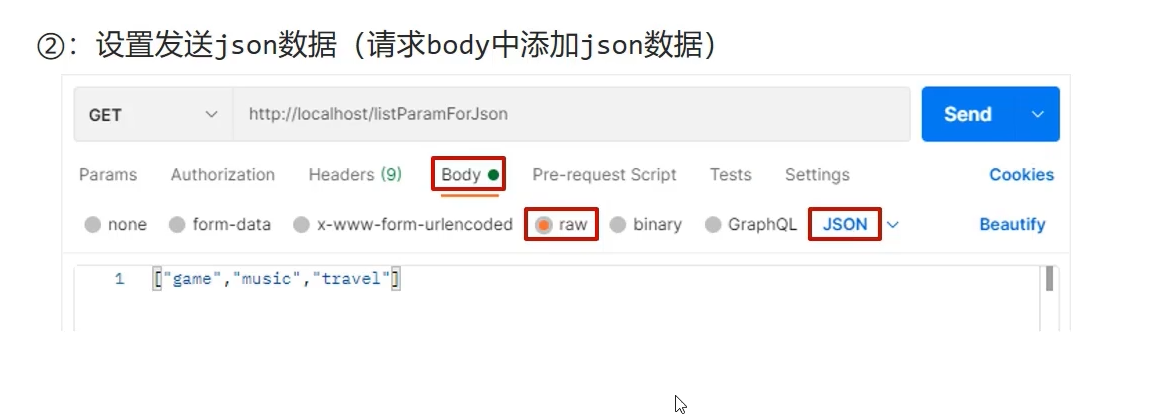 ②：设置发送json数据（请求body中添加json数据）
GET http://localhost/listParamForJson Send
Params Authorization Headers (9) Body Pre-request Script Tests Settings Cookies
none form-data x-www-form-urlencoded raw binary GraphQL JSON Beautify
1 ["game","music","travel"]